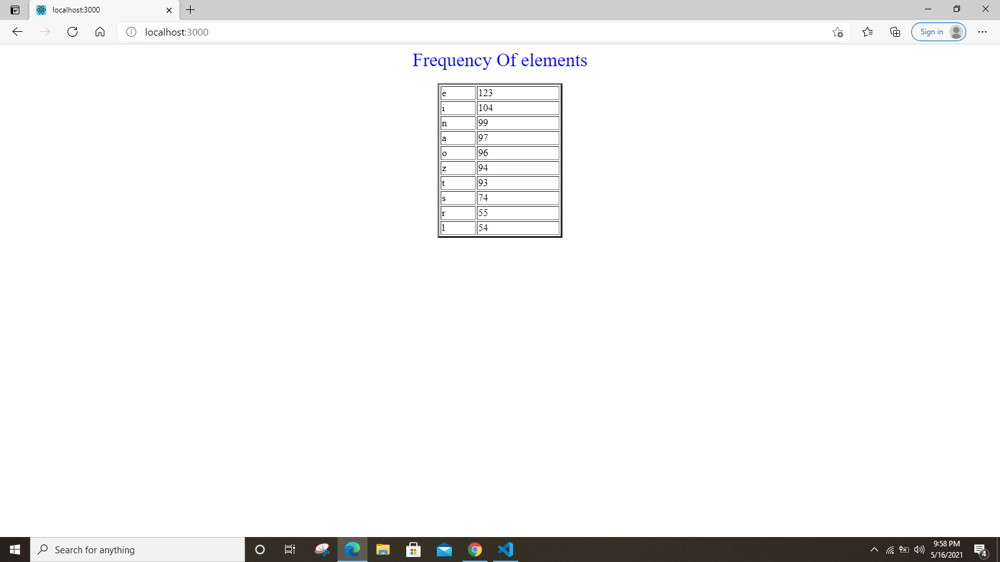 localhost:3000
localhost:3000
Sign in
Frequency Of elements
e 123
i 104
n 99
a 97
o 96
z 94
t 93
s 74
r 55
l 54
Search for anything
9:58 PM
5/16/2021
4